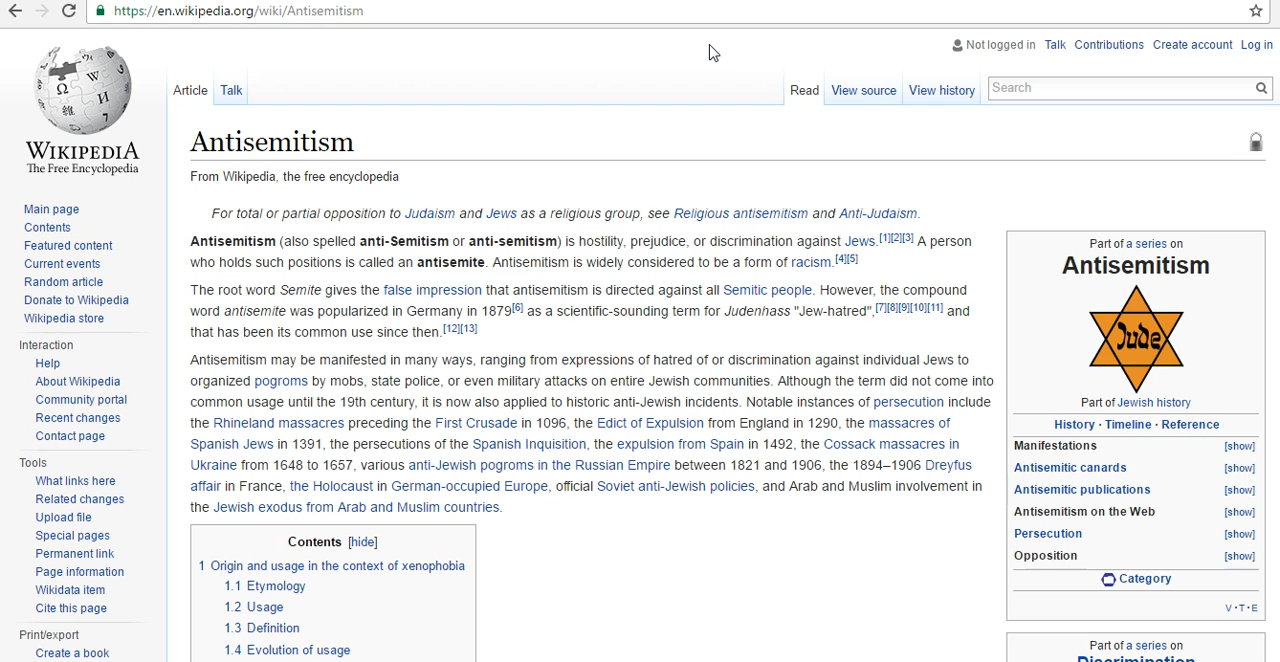 https://en.wikipedia.org/wiki/Antisemitism
Not logged in Talk Contributions Create account Log in
Article Talk Read View source View history Search
WIKIPEDIA
The Free Encyclopedia
Main page
Contents
Featured content
Current events
Random article
Donate to Wikipedia
Wikipedia store
Interaction
Help
About Wikipedia
Community portal
Recent changes
Contact page
Tools
What links here
Related changes
Upload file
Special pages
Permanent link
Page information
Wikidata item
Cite this page
Print/export
Create a book
Antisemitism
From Wikipedia, the free encyclopedia
For total or partial opposition to Judaism and Jews as a religious group, see Religious antisemitism and Anti-Judaism.
Antisemitism (also spelled anti-Semitism or anti-semitism) is hostility, prejudice, or discrimination against Jews.[1][2][3] A person
who holds such positions is called an antisemite. Antisemitism is widely considered to be a form of racism.[4][5]
The root word Semite gives the false impression that antisemitism is directed against all Semitic people. However, the compound
word antisemite was popularized in Germany in 1879[6] as a scientific-sounding term for Judenhass "Jew-hatred",[7][8][9][10][11] and
that has been its common use since then.[12][13]
Antisemitism may be manifested in many ways, ranging from expressions of hatred of or discrimination against individual Jews to
organized pogroms by mobs, state police, or even military attacks on entire Jewish communities. Although the term did not come into
common usage until the 19th century, it is now also applied to historic anti-Jewish incidents. Notable instances of persecution include
the Rhineland massacres preceding the First Crusade in 1096, the Edict of Expulsion from England in 1290, the massacres of
Spanish Jews in 1391, the persecutions of the Spanish Inquisition, the expulsion from Spain in 1492, the Cossack massacres in
Ukraine from 1648 to 1657, various anti-Jewish pogroms in the Russian Empire between 1821 and 1906, the 1894–1906 Dreyfus
affair in France, the Holocaust in German-occupied Europe, official Soviet anti-Jewish policies, and Arab and Muslim involvement in
the Jewish exodus from Arab and Muslim countries.
Contents [hide]
1 Origin and usage in the context of xenophobia
1.1 Etymology
1.2 Usage
1.3 Definition
1.4 Evolution of usage
Part of a series on
Antisemitism
Jude
Part of Jewish history
History · Timeline · Reference
Manifestations [show]
Antisemitic canards [show]
Antisemitic publications [show]
Antisemitism on the Web [show]
Persecution [show]
Opposition [show]
Category
V · T · E
Part of a series on
Discrimination